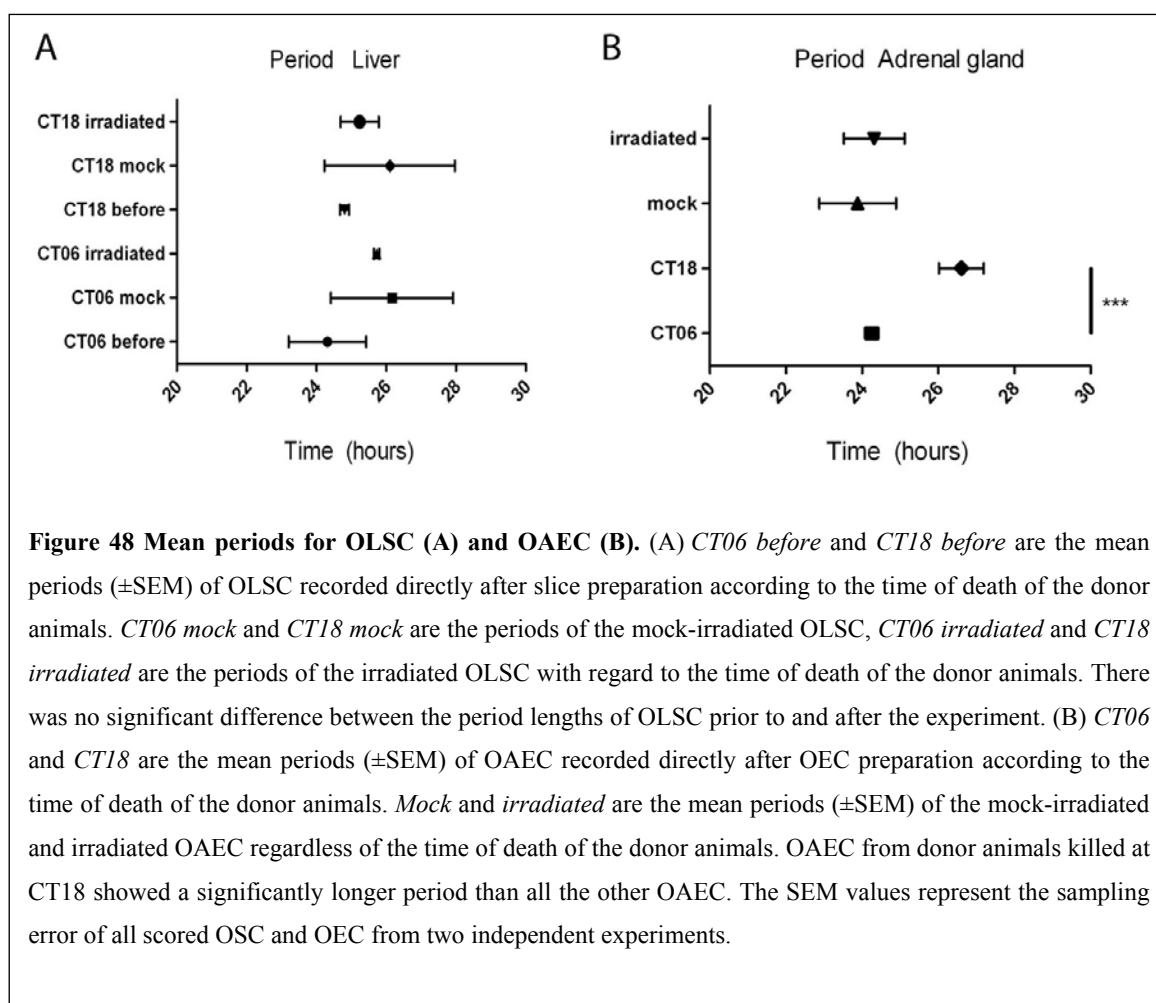 A
Period Liver
CT18 irradiated
CT18 mock
CT18 before
CT06 irradiated
CT06 mock
CT06 before
20
22
24
26
28
30
Time (hours)
B
Period Adrenal gland
irradiated
mock
CT18
CT06
***
20
22
24
26
28
30
Time (hours)
Figure 48 Mean periods for OLSC (A) and OAEC (B). (A) CT06 before and CT18 before are the mean
periods (±SEM) of OLSC recorded directly after slice preparation according to the time of death of the donor
animals. CT06 mock and CT18 mock are the periods of the mock-irradiated OLSC, CT06 irradiated and CT18
irradiated are the periods of the irradiated OLSC with regard to the time of death of the donor animals. There
was no significant difference between the period lengths of OLSC prior to and after the experiment. (B) CT06
and CT18 are the mean periods (±SEM) of OAEC recorded directly after OEC preparation according to the
time of death of the donor animals. Mock and irradiated are the mean periods (±SEM) of the mock-irradiated
and irradiated OAEC regardless of the time of death of the donor animals. OAEC from donor animals killed at
CT18 showed a significantly longer period than all the other OAEC. The SEM values represent the sampling
error of all scored OSC and OEC from two independent experiments.